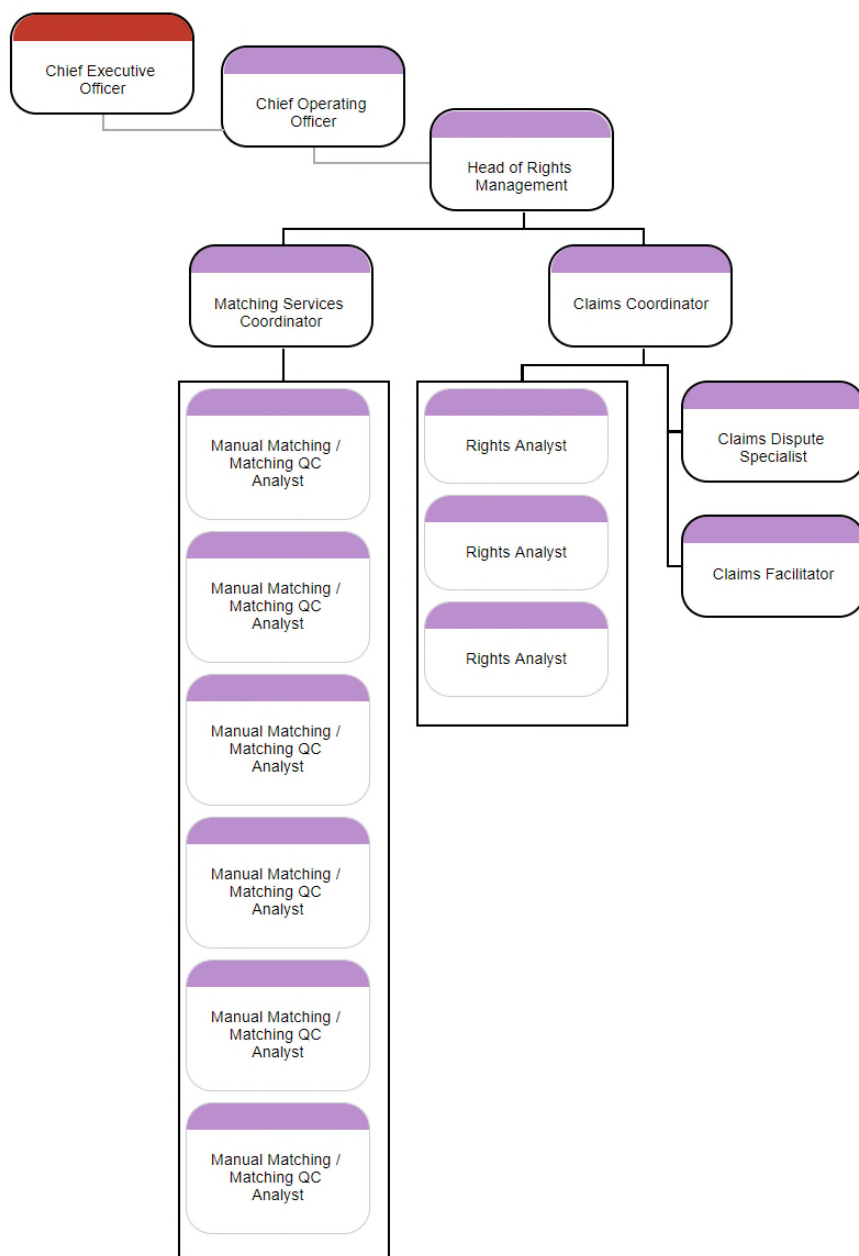 Chief Executive
Officer
Chief Operating
Officer
Head of Rights
Management
Matching Services
Coordinator
Claims Coordinator
Manual Matching /
Matching QC
Analyst
Manual Matching /
Matching QC
Analyst
Manual Matching /
Matching QC
Analyst
Manual Matching /
Matching QC
Analyst
Manual Matching /
Matching QC
Analyst
Manual Matching /
Matching QC
Analyst
Rights Analyst
Rights Analyst
Rights Analyst
Claims Dispute
Specialist
Claims Facilitator